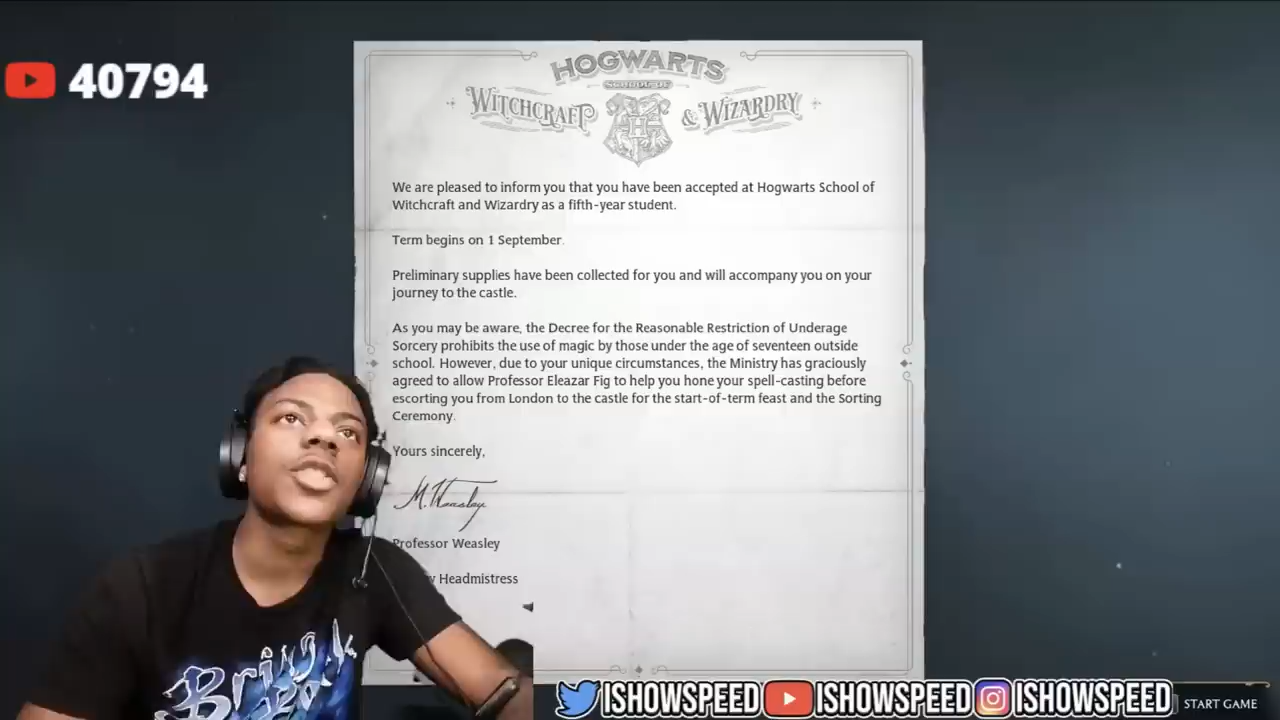 40794
HOGWARTS
SCHOOL OF
WITCHCRAFT & WIZARDRY
H
We are pleased to inform you that you have been accepted at Hogwarts School of
Witchcraft and Wizardry as a fifth-year student.
Term begins on 1 September.
Preliminary supplies have been collected for you and will accompany you on your
journey to the castle.
As you may be aware, the Decree for the Reasonable Restriction of Underage
Sorcery prohibits the use of magic by those under the age of seventeen outside
school. However, due to your unique circumstances, the Ministry has graciously
agreed to allow Professor Eleazar Fig to help you hone your spell-casting before
escorting you from London to the castle for the start-of-term feast and the Sorting
Ceremony.
Yours sincerely,
M. Weasley
Professor Weasley
Headmistress
ISHOWSPEED ISHOWSPEED ISHOWSPEED
START GAME